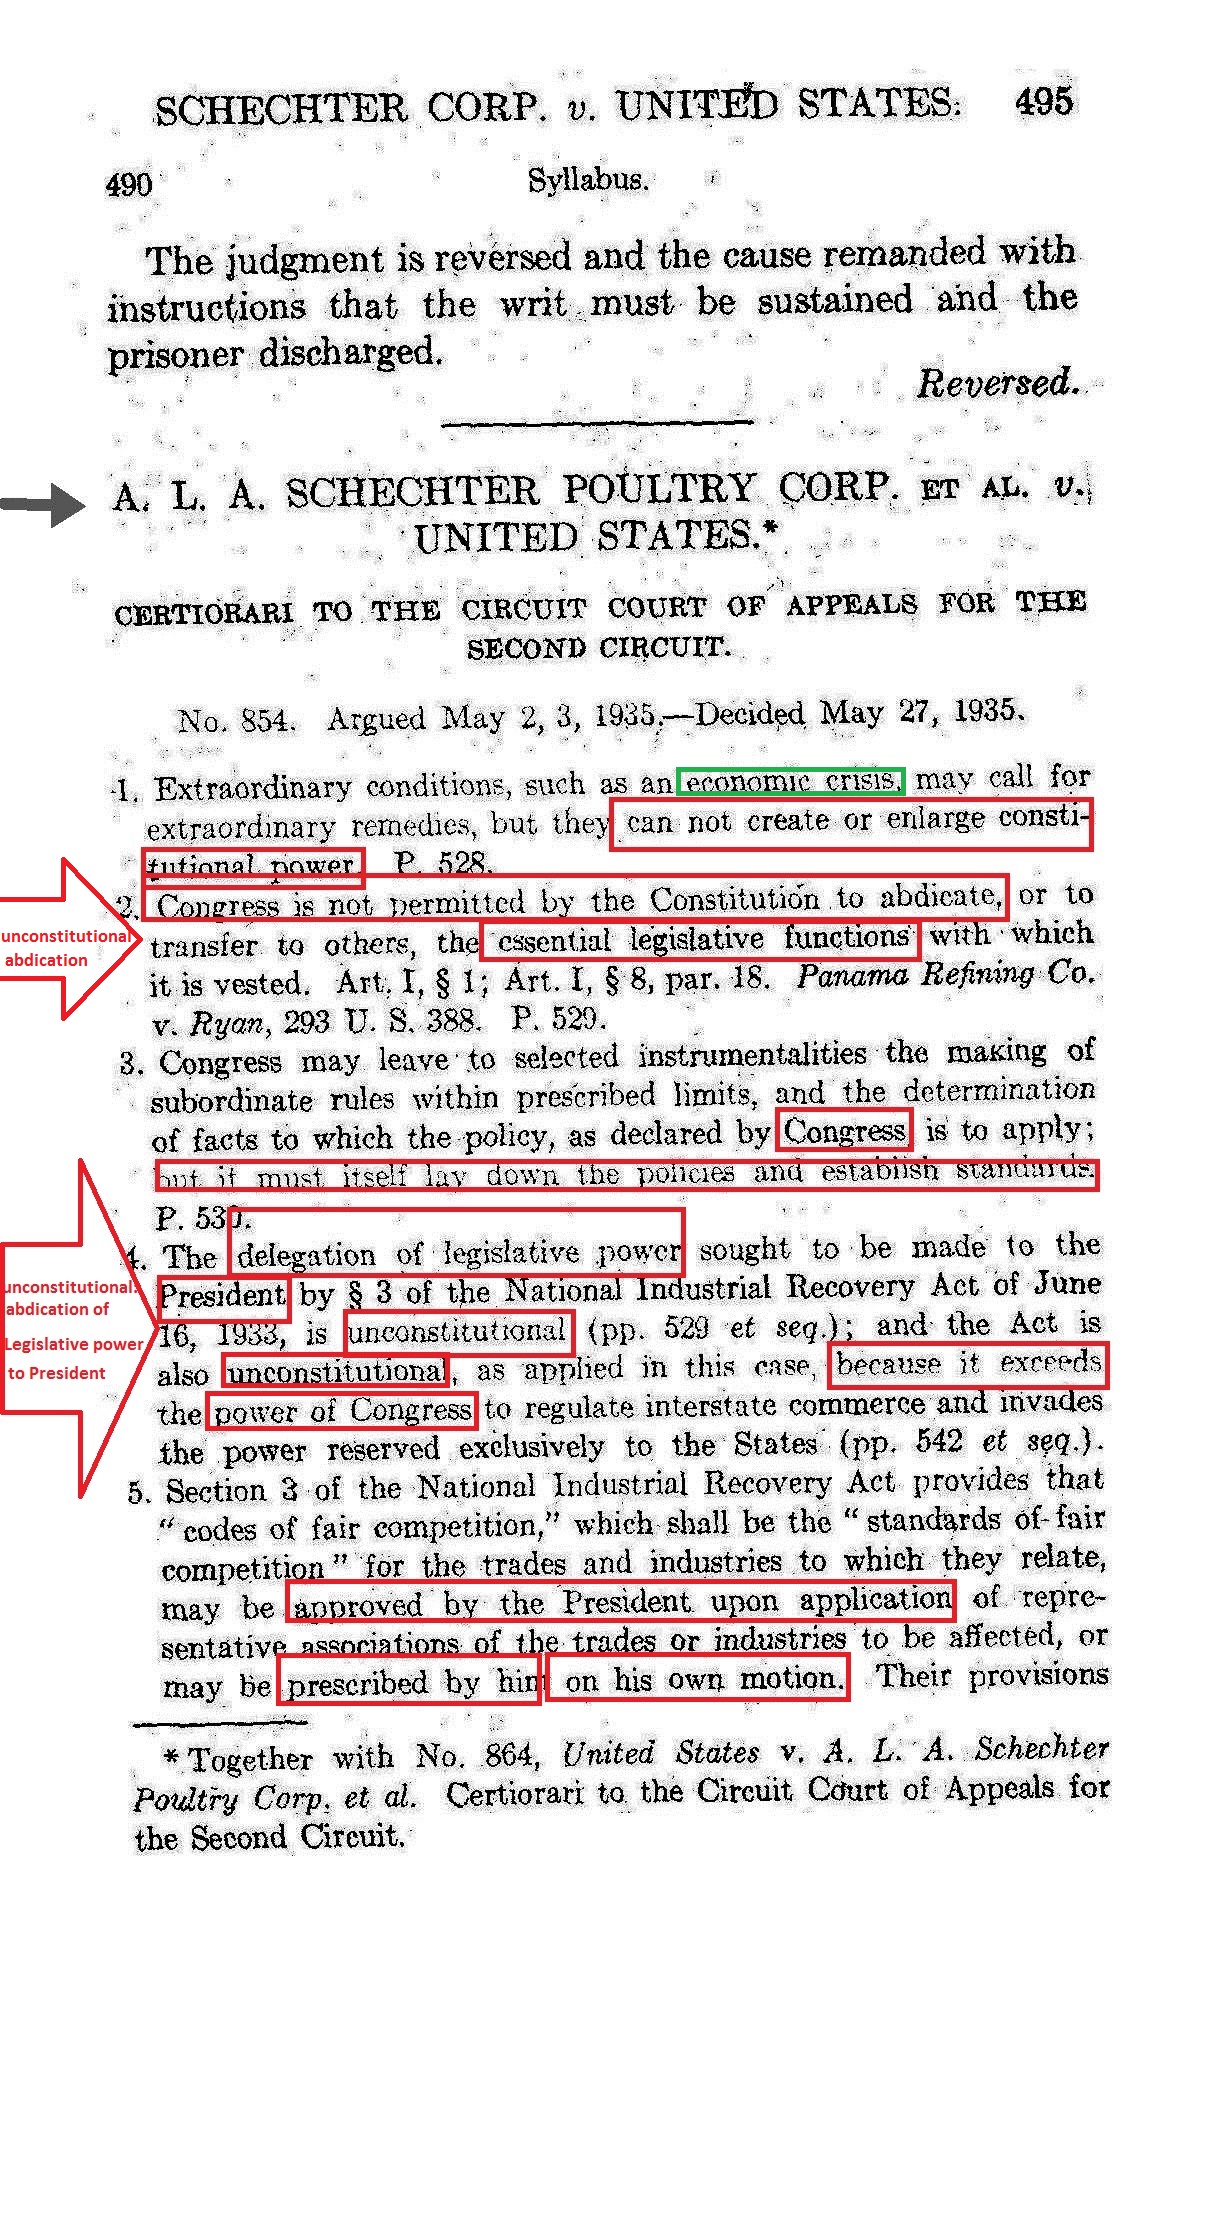 SCHECHTER CORP. v. UNITED STATES. 495
490 Syllabus.
The judgment is reversed and the cause remanded with
instructions that the writ must be sustained and the
prisoner discharged.
Reversed.
A. L. A. SCHECHTER POULTRY CORP. ET AL. v.
UNITED STATES.*
CERTIORARI TO THE CIRCUIT COURT OF APPEALS FOR THE
SECOND CIRCUIT.
No. 854. Argued May 2, 3, 1935.—Decided May 27, 1935.
1. Extraordinary conditions, such as an economic crisis, may call for
extraordinary remedies, but they can not create or enlarge consti-
tutional power. P. 528.
2. Congress is not permitted by the Constitution to abdicate, or to
transfer to others, the essential legislative functions with which
it is vested. Art. I, § 1; Art. I, § 8, par. 18. Panama Refining Co.
v. Ryan, 293 U. S. 388. P. 529.
unconstitutional
abdication
3. Congress may leave to selected instrumentalities the making of
subordinate rules within prescribed limits, and the determination
of facts to which the policy, as declared by Congress is to apply;
but it must itself lay down the policies and establish standards.
P. 530.
4. The delegation of legislative power sought to be made to the
President by § 3 of the National Industrial Recovery Act of June
16, 1933, is unconstitutional (pp. 529 et seq.); and the Act is
also unconstitutional, as applied in this case, because it exceeds
the power of Congress to regulate interstate commerce and invades
the power reserved exclusively to the States (pp. 542 et seq.).
unconstitutional:
abdication of
Legislative power
to President
5. Section 3 of the National Industrial Recovery Act provides that
“codes of fair competition,” which shall be the “standards of fair
competition” for the trades and industries to which they relate,
may be approved by the President upon application of repre-
sentative associations of the trades or industries to be affected, or
may be prescribed by him on his own motion. Their provisions
* Together with No. 864, United States v. A. L. A. Schechter
Poultry Corp. et al. Certiorari to the Circuit Court of Appeals for
the Second Circuit.